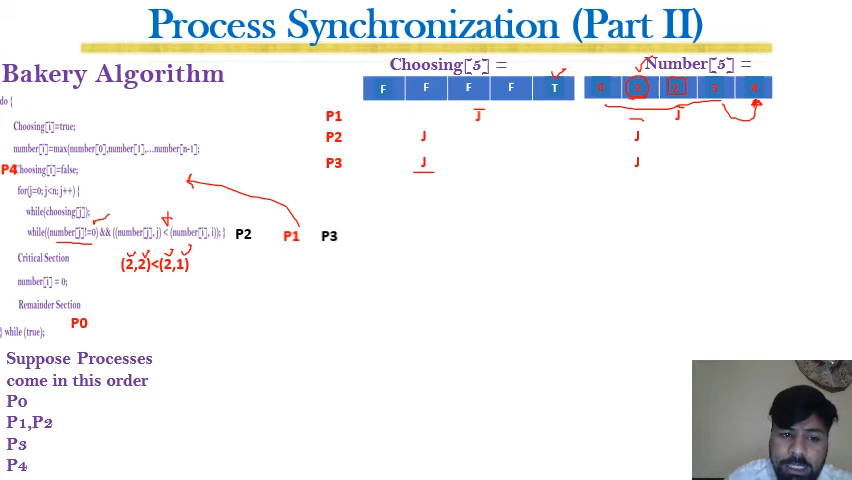 Process Synchronization (Part II)
Choosing[5] =
Number[5] =
Bakery Algorithm
F F F F T
0 2 2 3 4
do {
P1 J J
Choosing[i]=true;
P2 J J
number[i]=max(number[0],number[1],...number[n-1];
P3 J J
P4 Choosing[i]=false;
for(j=0; j<n; j++) {
while(choosing[j]);
while((number[j]!=0) && ((number[j], j) < (number[i], i)); } P2 P1 P3
Critical Section
(2,2)<(2,1)
number[i] = 0;
Remainder Section
P0
} while (true);
Suppose Processes
come in this order
P0
P1,P2
P3
P4